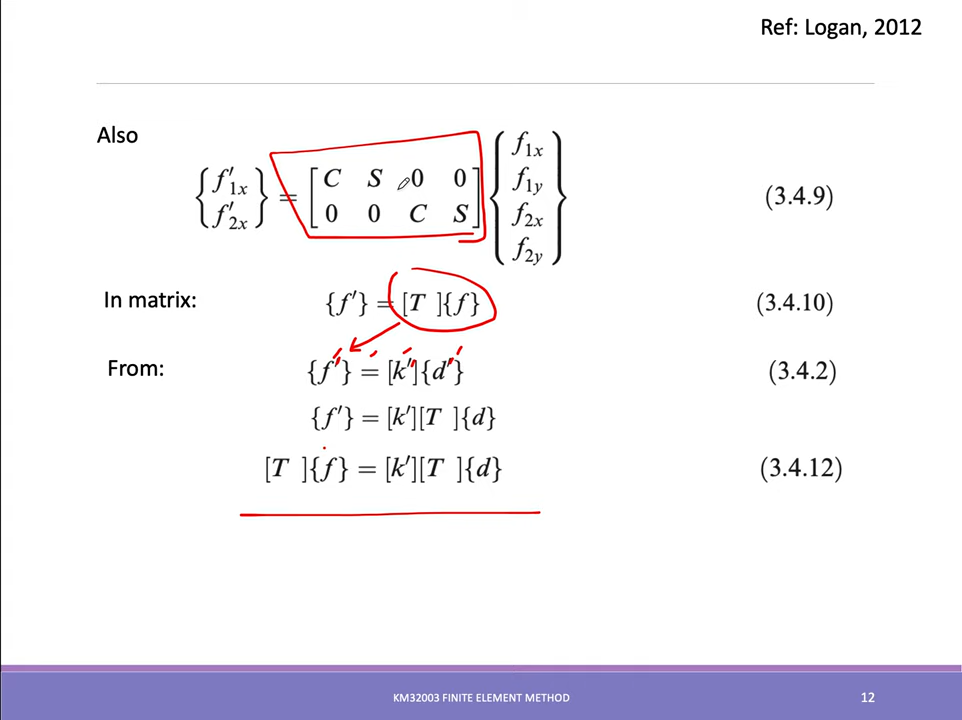 Ref: Logan, 2012
Also
{f′1x f′2x} = [C S 0 0 0 0 C S] {f1x f1y f2x f2y} (3.4.9)
In matrix: {f′} = [T ]{f} (3.4.10)
From: {f′} = [k′]{d′} (3.4.2)
{f′} = [k′][T ]{d}
[T ]{f} = [k′][T ]{d} (3.4.12)
KM32003 FINITE ELEMENT METHOD 12